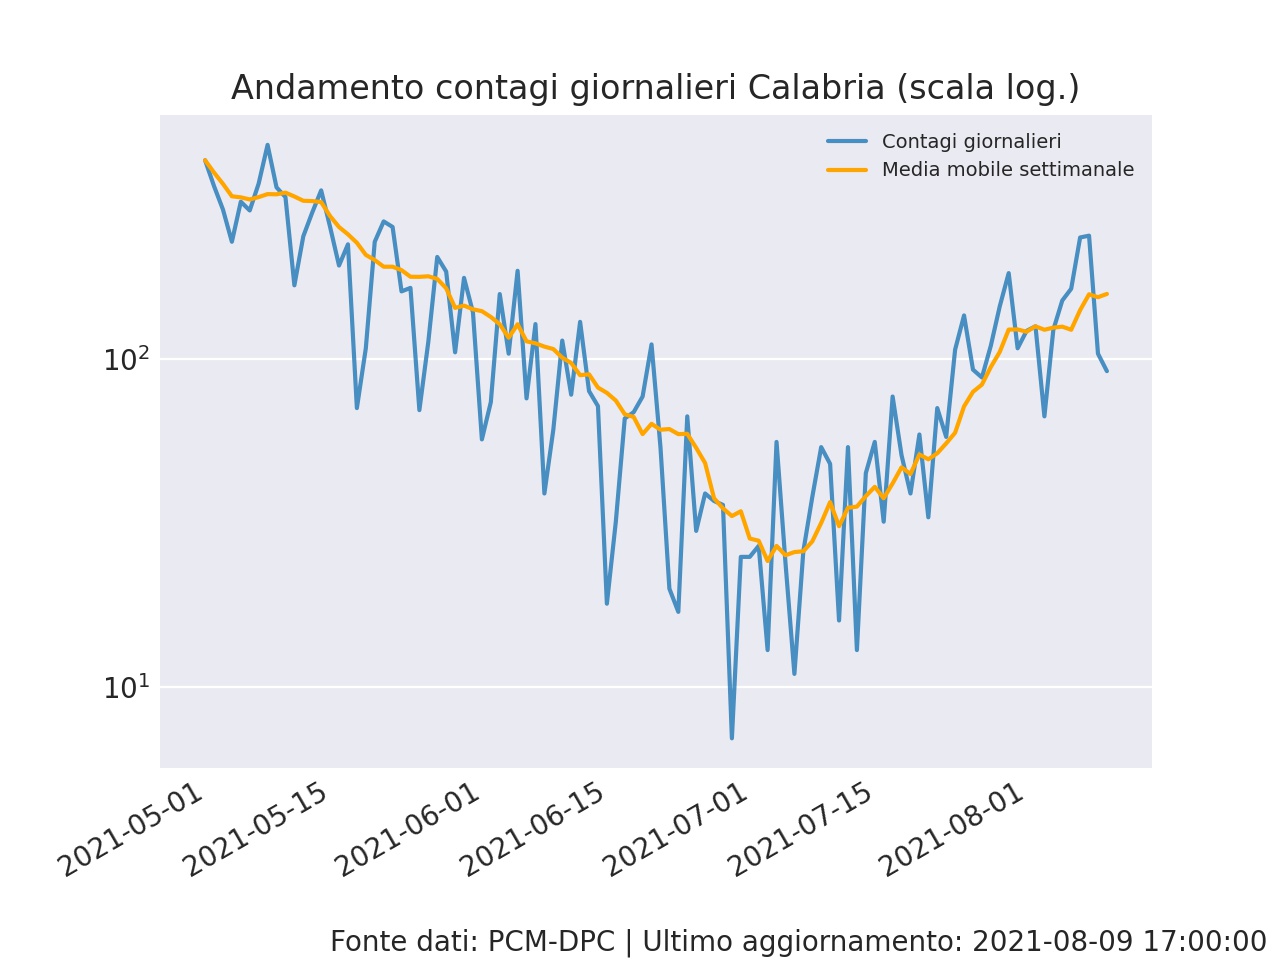 Andamento contagi giornalieri Calabria (scala log.)
Contagi giornalieri
Media mobile settimanale
10²
10¹
2021-05-01
2021-05-15
2021-06-01
2021-06-15
2021-07-01
2021-07-15
2021-08-01
Fonte dati: PCM-DPC | Ultimo aggiornamento: 2021-08-09 17:00:00